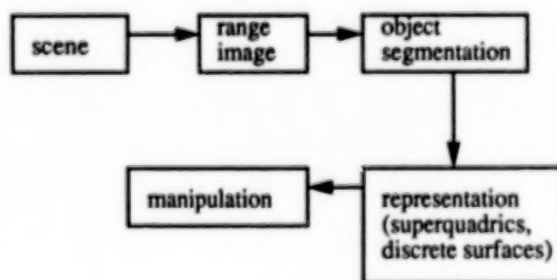 scene
range
image
object
segmentation
manipulation
representation
(superquadrics,
discrete surfaces)